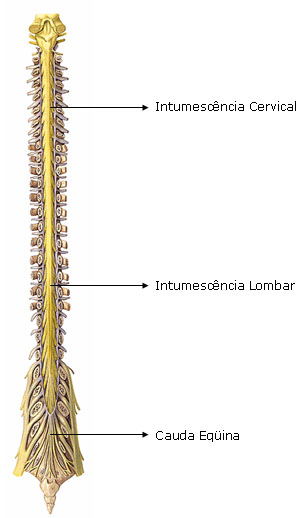 Intumescência Cervical
Intumescência Lombar
Cauda Eqüina